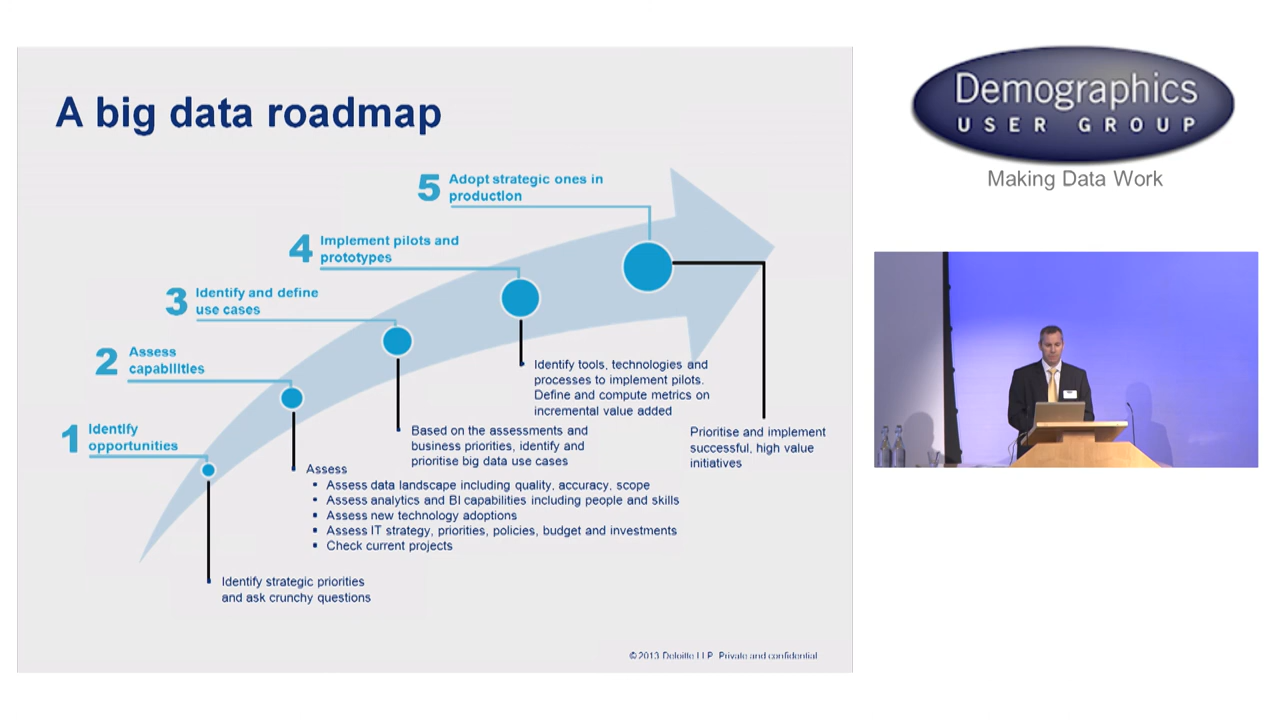 A big data roadmap
5
Adopt strategic ones in
production
4
Implement pilots and
prototypes
3
Identify and define
use cases
2
Assess
capabilities
1
Identify
opportunities
Identify tools, technologies and
processes to implement pilots.
Define and compute metrics on
incremental value added
Prioritise and implement
successful, high value
initiatives
Based on the assessments and
business priorities, identify and
prioritise big data use cases
Assess
• Assess data landscape including quality, accuracy, scope
• Assess analytics and BI capabilities including people and skills
• Assess new technology adoptions
• Assess IT strategy, priorities, policies, budget and investments
• Check current projects
Identify strategic priorities
and ask crunchy questions
© 2013 Deloitte LLP. Private and confidential
Demographics
USER GROUP
Making Data Work